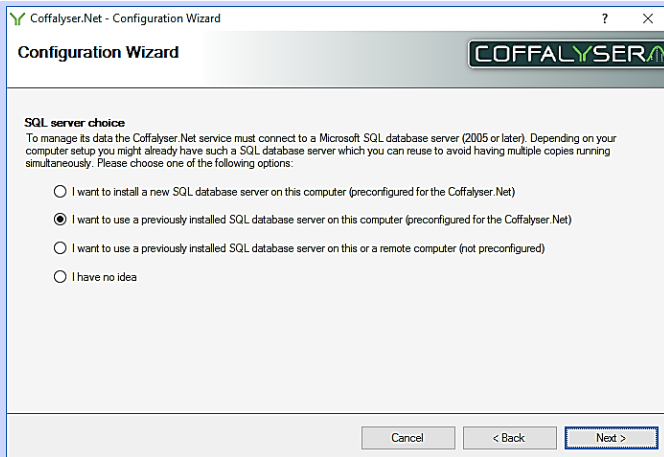 Coffalyser.Net - Configuration Wizard
?
Configuration Wizard
COFFALYSER
SQL server choice
To manage its data the Coffalyser.Net service must connect to a Microsoft SQL database server (2005 or later). Depending on your
computer setup you might already have such a SQL database server which you can reuse to avoid having multiple copies running
simultaneously. Please choose one of the following options:
I want to install a new SQL database server on this computer (preconfigured for the Coffalyser.Net)
I want to use a previously installed SQL database server on this computer (preconfigured for the Coffalyser.Net)
I want to use a previously installed SQL database server on this or a remote computer (not preconfigured)
I have no idea
Cancel
< Back
Next >